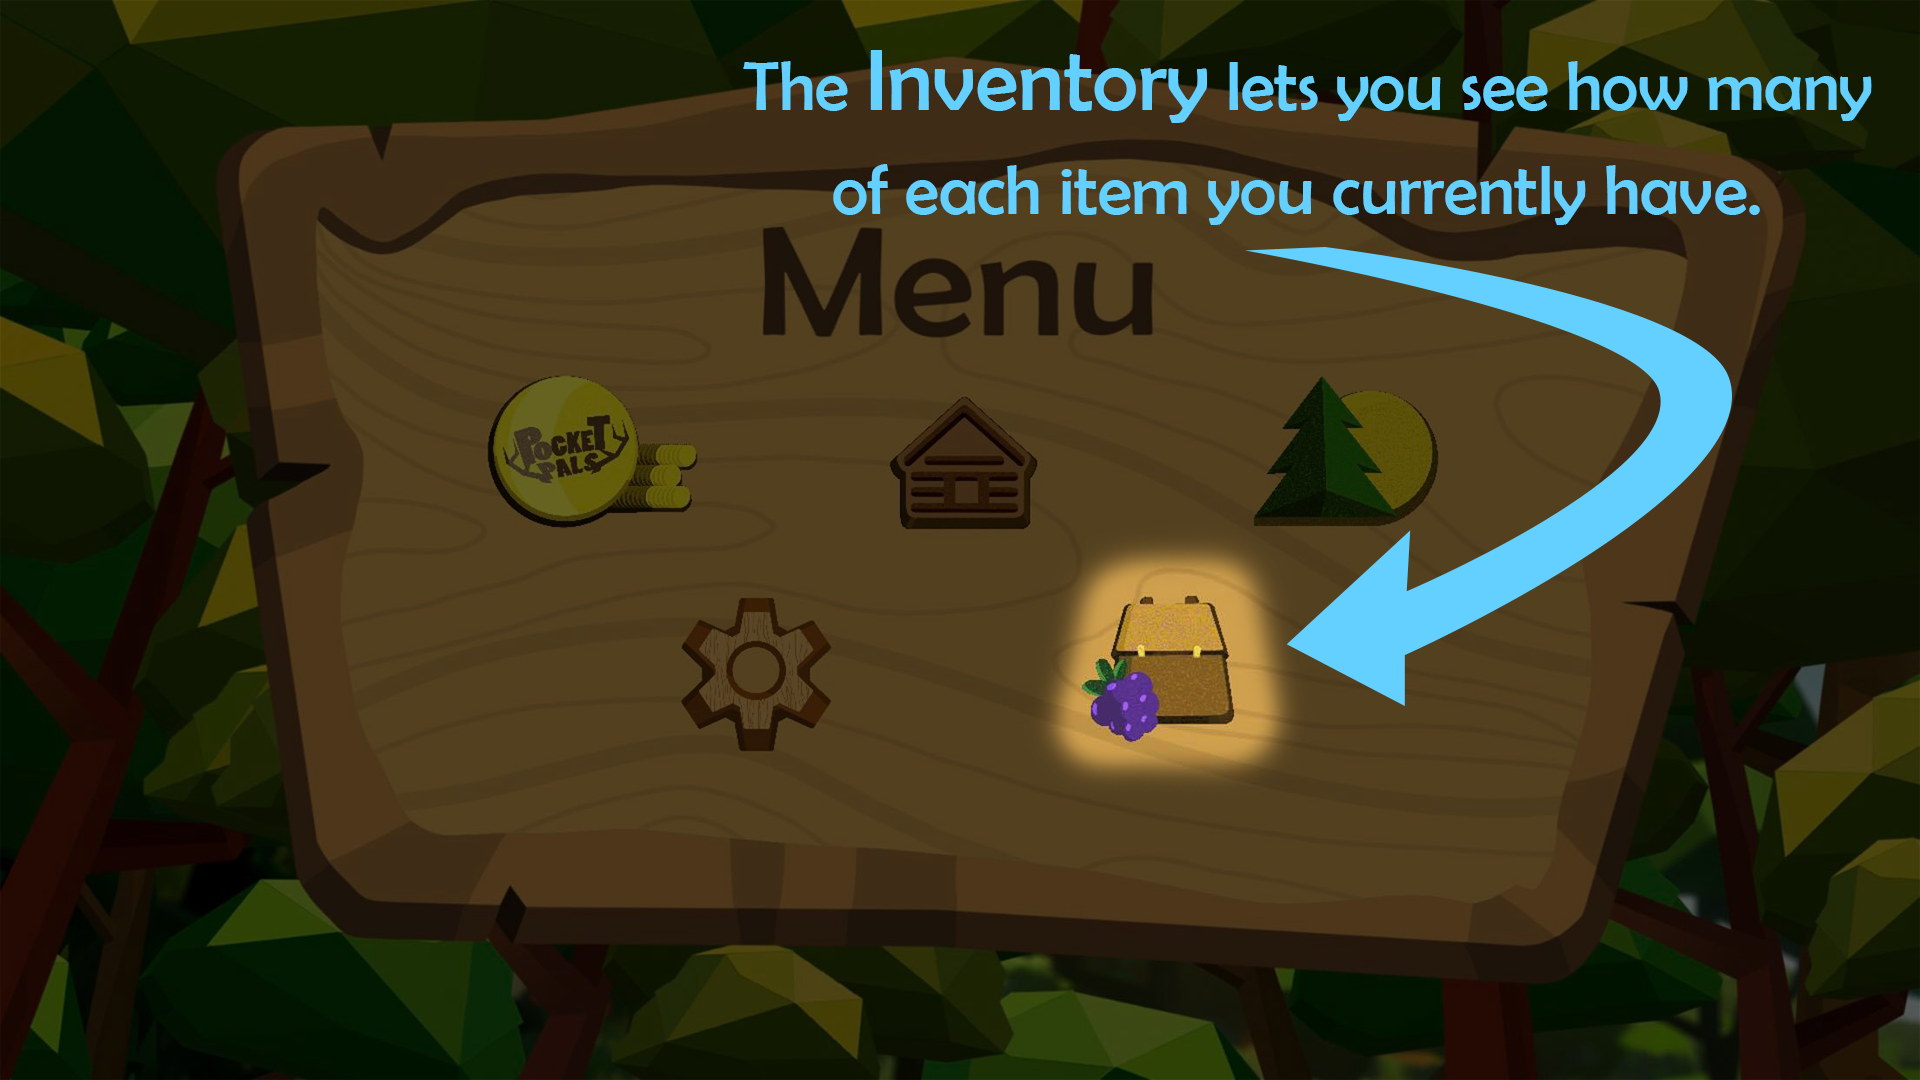 The Inventory lets you see how many
of each item you currently have.
Menu
POCKET
PALS